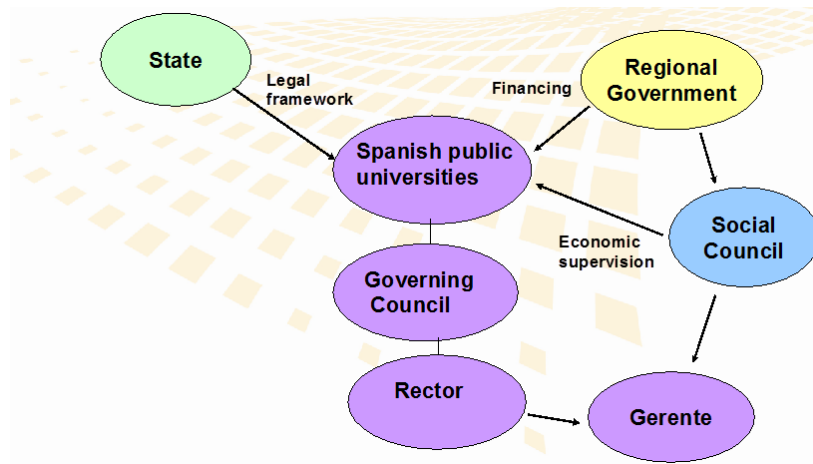 State
Legal
framework
Financing
Regional
Government
Spanish public
universities
Economic
supervision
Social
Council
Governing
Council
Rector
Gerente